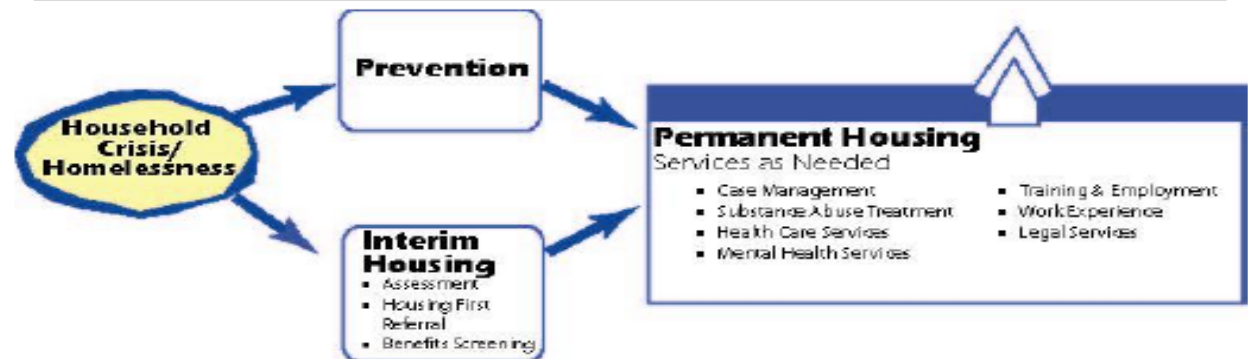 Household
Crisis/
Homelessness
Prevention
Interim
Housing
▪ Assessment
▪ Housing First
Referral
▪ Benefits Screening
Permanent Housing
Services as Needed
▪ Case Management
▪ Substance Abuse Treatment
▪ Health Care Services
▪ Mental Health Services
▪ Training & Employment
▪ Work Experience
▪ Legal Services